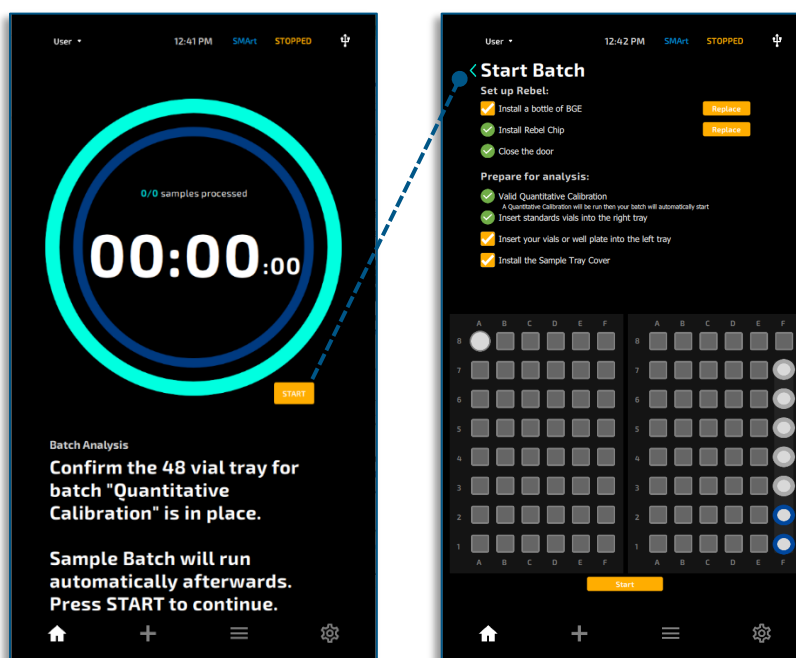 User
12:41 PM SMArt STOPPED
0/0 samples processed
00:00:00
START
Batch Analysis
Confirm the 48 vial tray for
batch "Quantitative
Calibration" is in place.
Sample Batch will run
automatically afterwards.
Press START to continue.
User
12:42 PM SMArt STOPPED
Start Batch
Set up Rebel:
Install a bottle of BGE Replace
Install Rebel Chip Replace
Close the door
Prepare for analysis:
Valid Quantitative Calibration
A Quantitative Calibration will be run then your batch will automatically start
Insert standards vials into the right tray
Insert your vials or well plate into the left tray
Install the Sample Tray Cover
A B C D E F A B C D E F
8 8
7 7
6 6
5 5
4 4
3 3
2 2
1 1
A B C D E F A B C D E F
Start